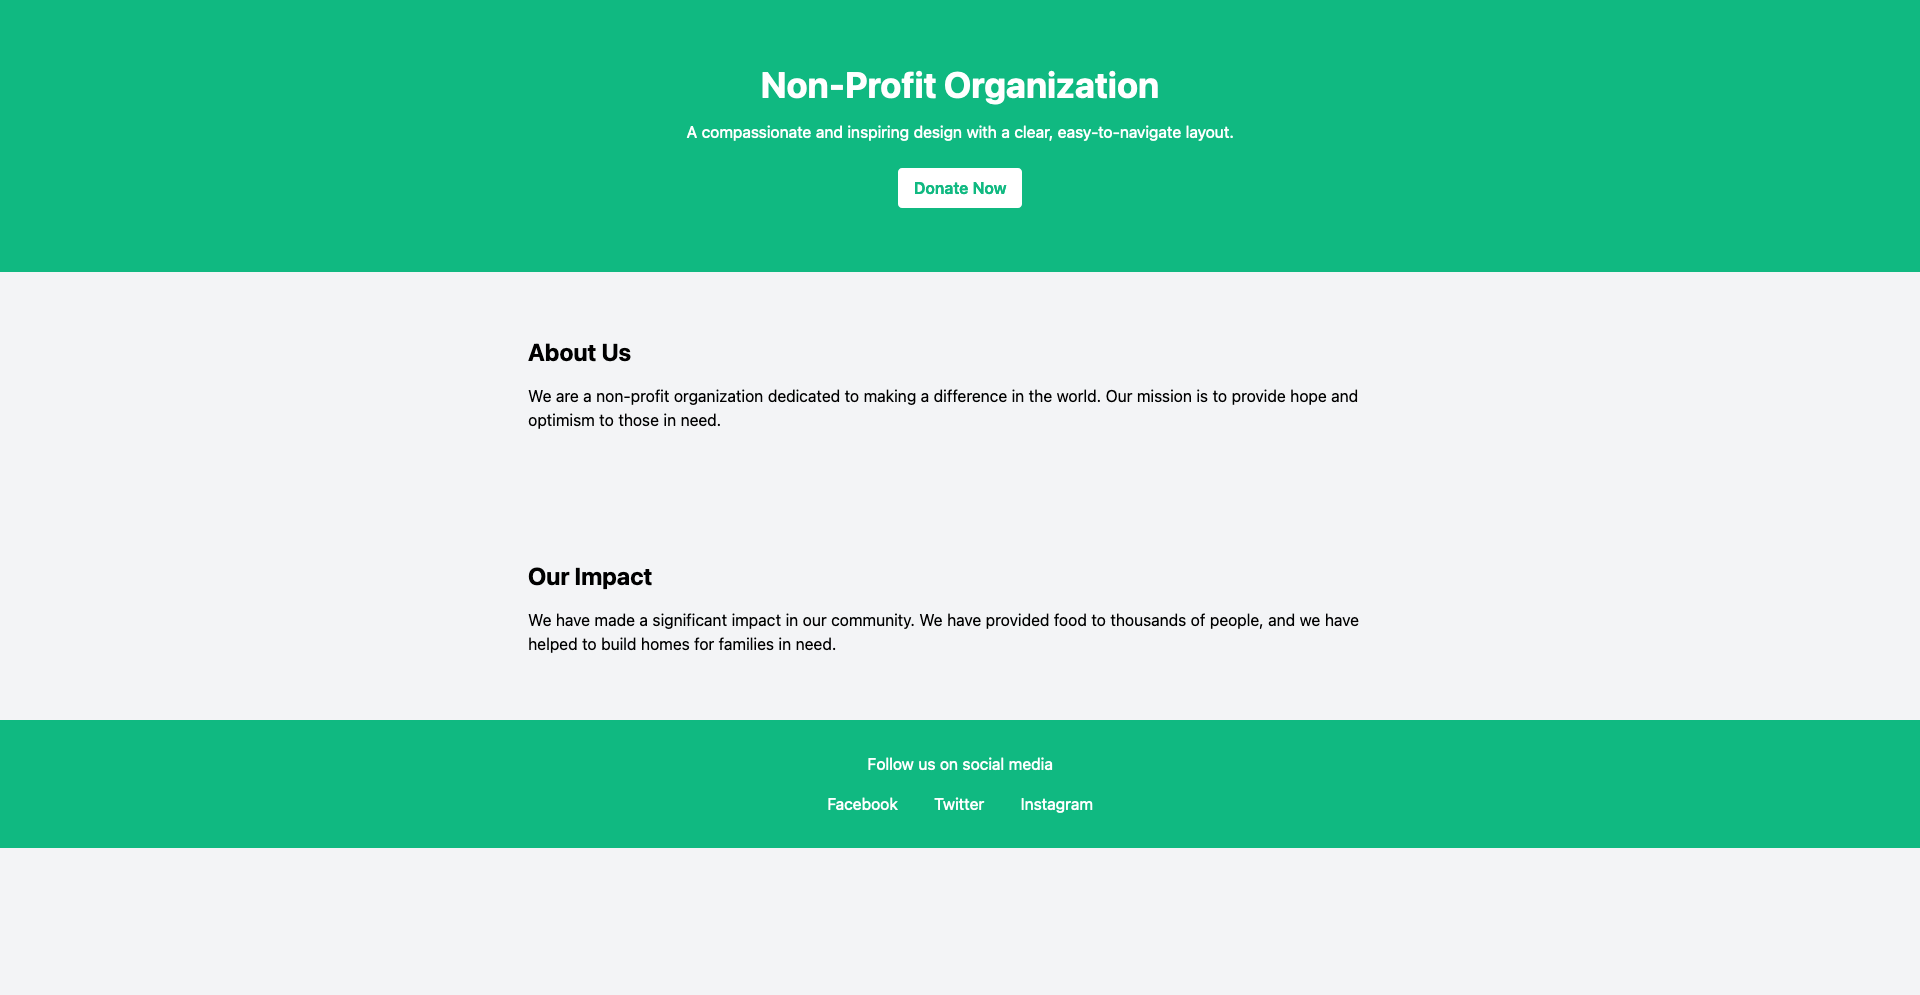 Non-Profit Organization
A compassionate and inspiring design with a clear, easy-to-navigate layout.
Donate Now
About Us
We are a non-profit organization dedicated to making a difference in the world. Our mission is to provide hope and
optimism to those in need.
Our Impact
We have made a significant impact in our community. We have provided food to thousands of people, and we have
helped to build homes for families in need.
Follow us on social media
Facebook Twitter Instagram